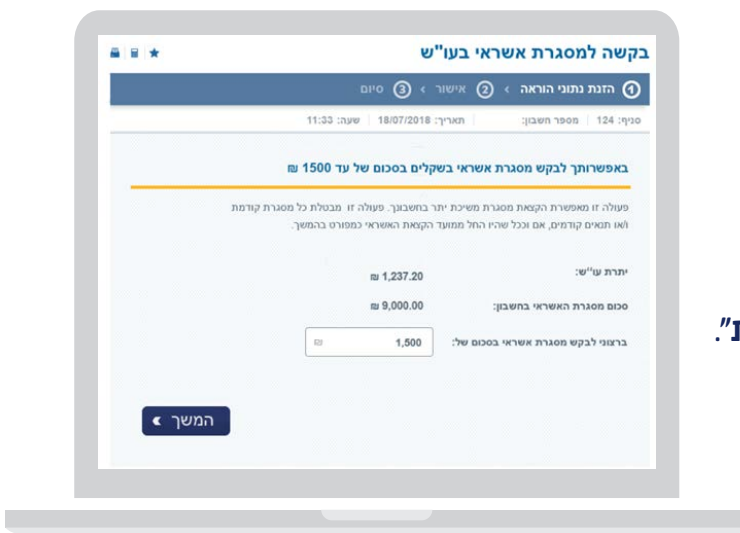 בקשה למסגרת אשראי בעו"ש
1 הזנת נתוני הוראה › 2 אישור › 3 סיום
סניף: 124 | מספר חשבון: | תאריך: 18/07/2018 | שעה: 11:33
באפשרותך לבקש מסגרת אשראי בשקלים בסכום של עד 1500 ₪
פעולה זו מאפשרת הקצאת מסגרת משיכת יתר בחשבונך. פעולה זו מבטלת כל מסגרת קודמת
ו/או תנאים קודמים, אם וככל שהיו החל ממועד הקצאת האשראי כמפורט בהמשך.
יתרת עו"ש: 1,237.20 ₪
סכום מסגרת האשראי בחשבון: 9,000.00 ₪
ברצוני לבקש מסגרת אשראי בסכום של: 1,500 ₪
המשך
ת".